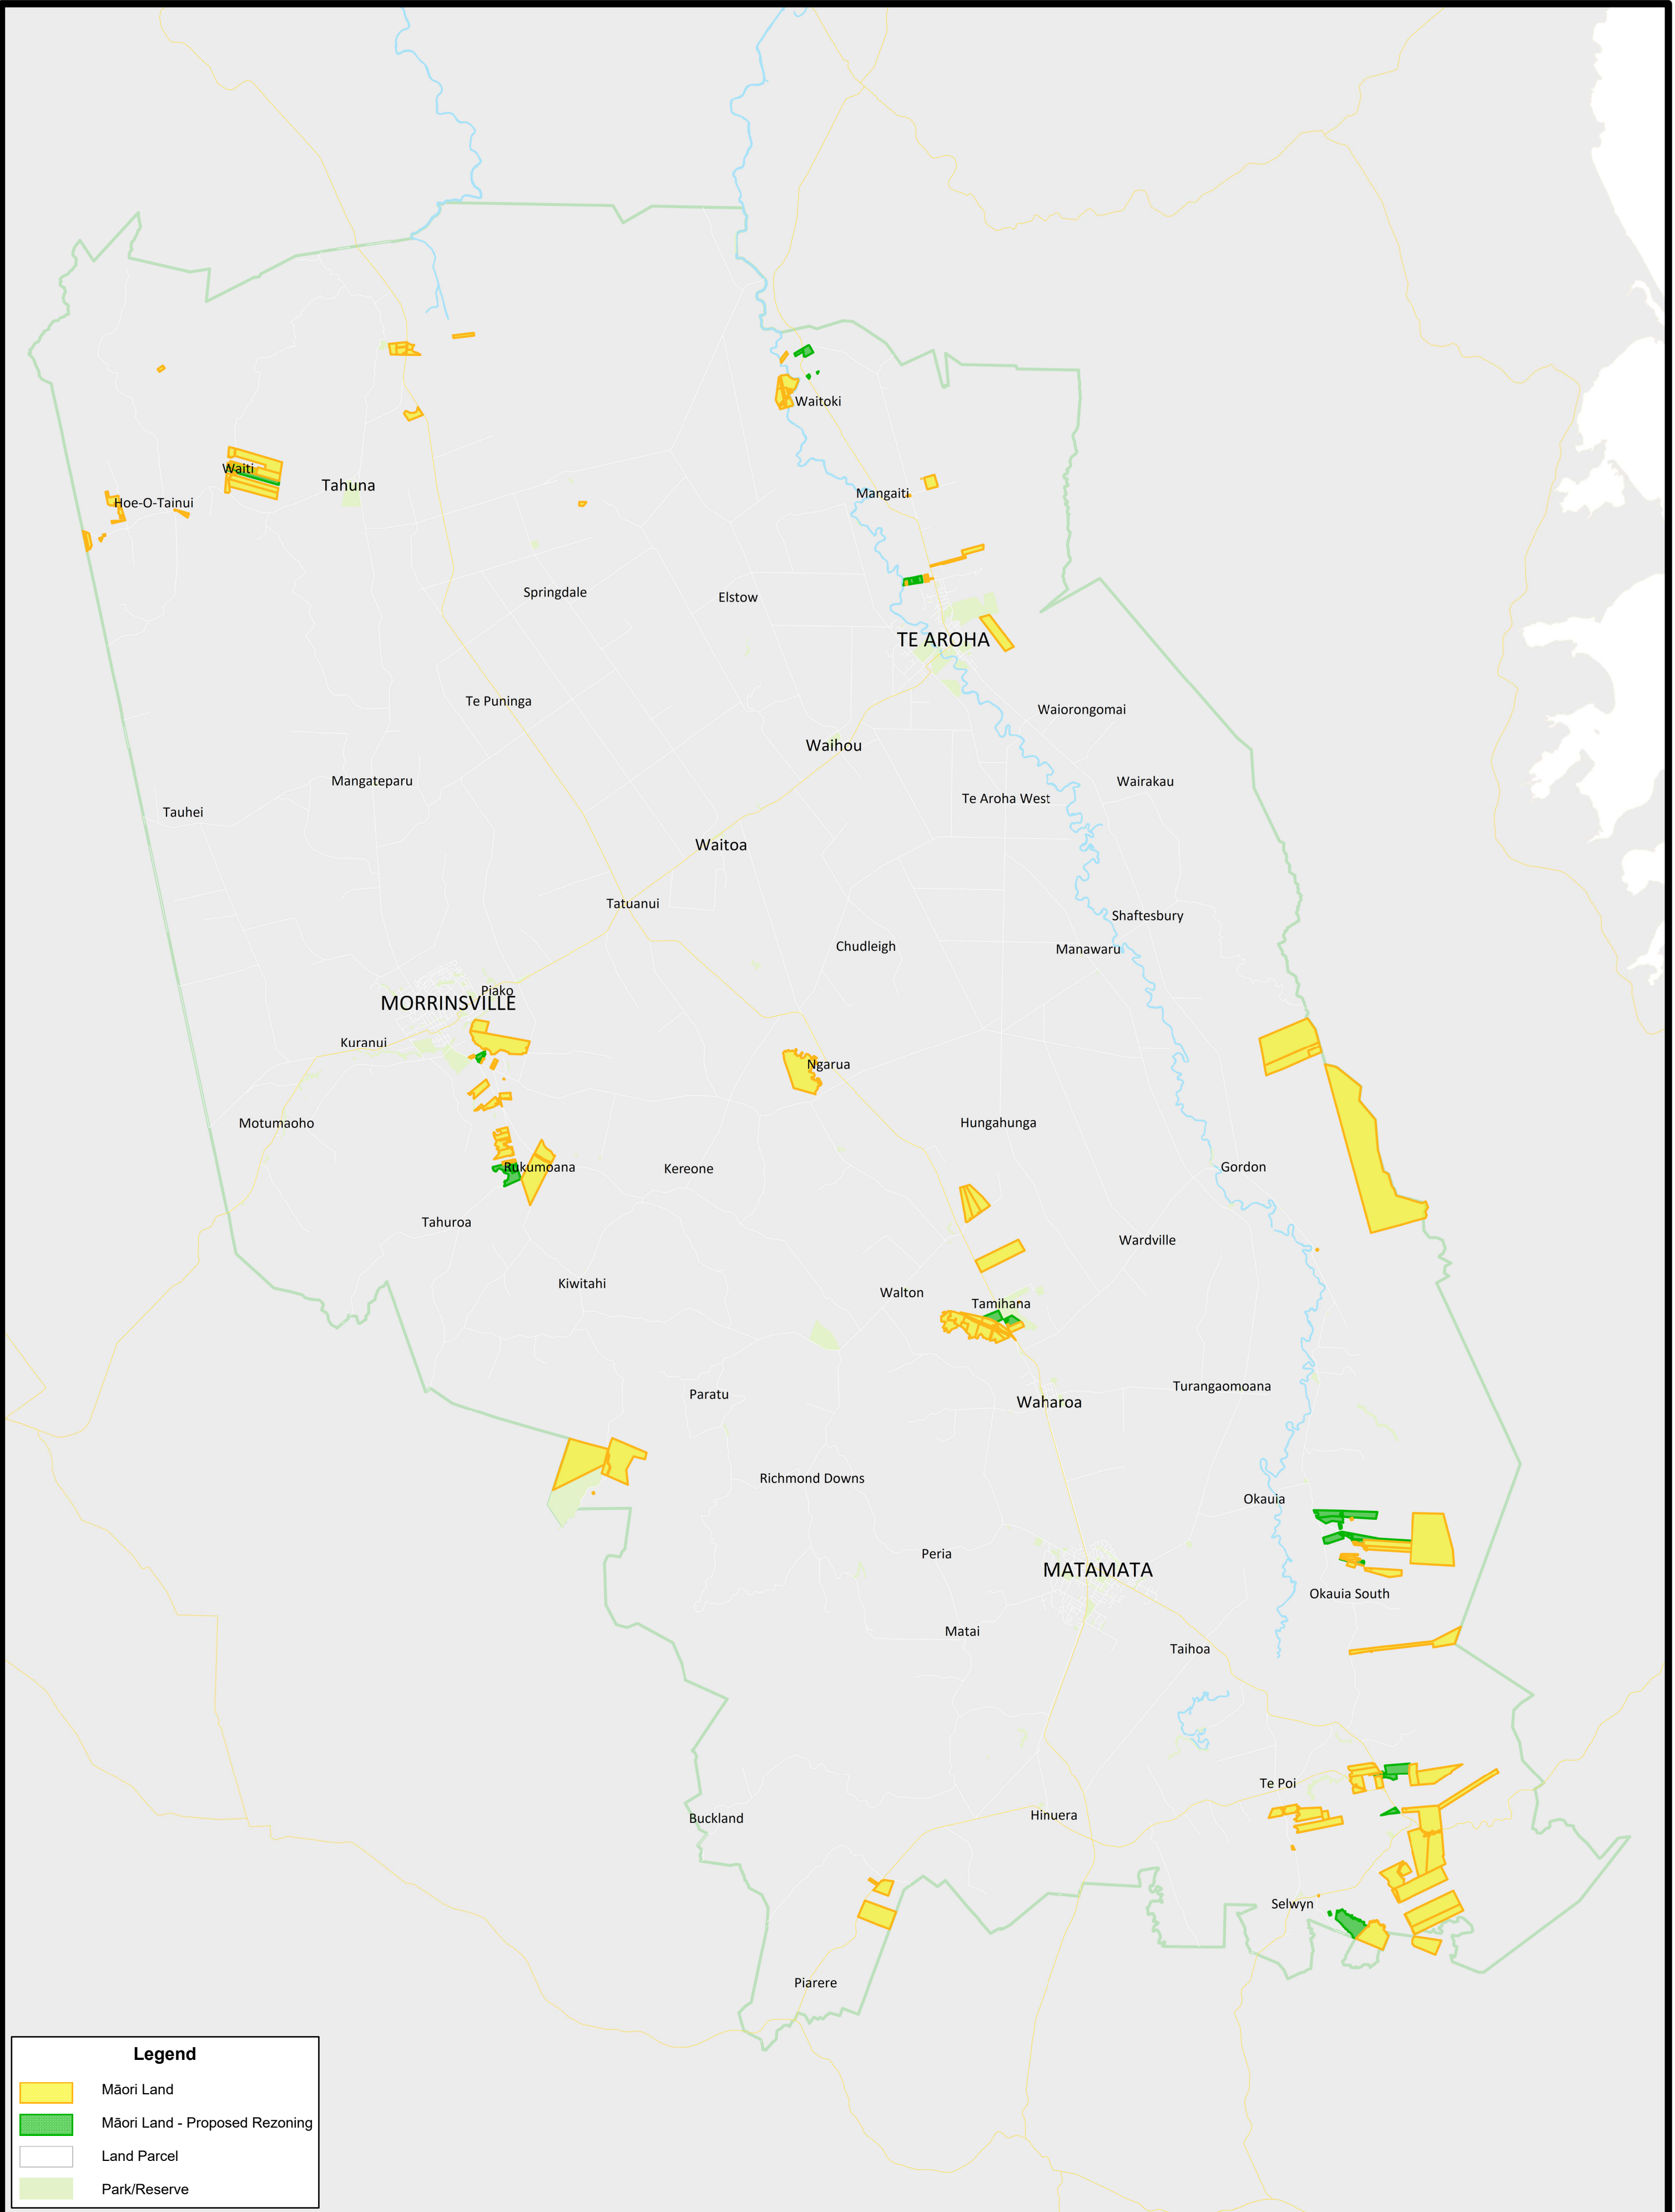 Waitoki
Waiti
Tahuna
Mangaiti
Hoe-O-Tainui
Springdale
Elstow
TE AROHA
Te Puninga
Waiorongomai
Waihou
Mangateparu
Wairakau
Te Aroha West
Tauhei
Waitoa
Tatuanui
Shaftesbury
Chudleigh
Manawaru
Piako
MORRINSVILLE
Kuranui
Ngarua
Motumaoho
Hungahunga
Rukumoana
Kereone
Gordon
Tahuroa
Wardville
Kiwitahi
Walton
Tamihana
Turangaomoana
Paratu
Waharoa
Richmond Downs
Okauia
Peria
MATAMATA
Okauia South
Matai
Taihoa
Te Poi
Hinuera
Buckland
Selwyn
Piarere
Legend
Māori Land
Māori Land - Proposed Rezoning
Land Parcel
Park/Reserve